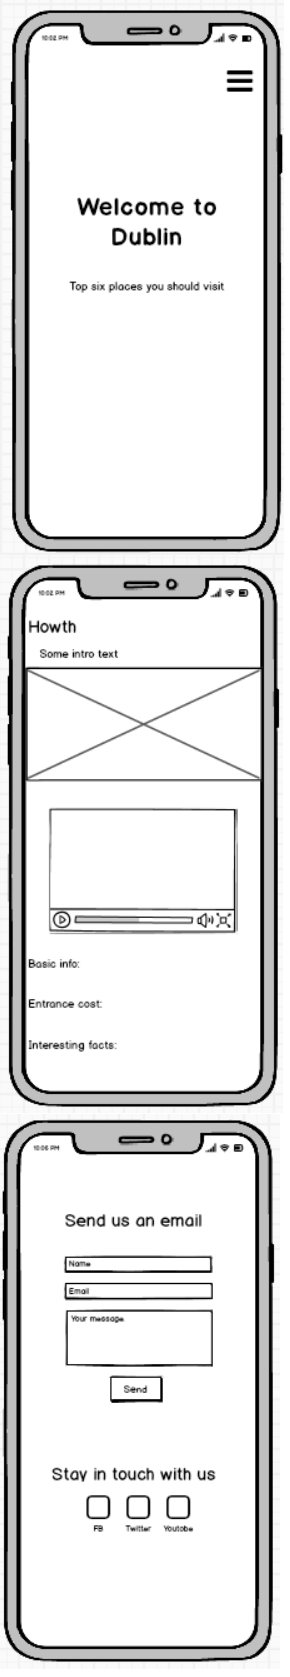 10:02 PM
Welcome to
Dublin
Top six places you should visit
10:02 PM
Howth
Some intro text
Basic info:
Entrance cost:
Interesting facts:
10:06 PM
Send us an email
Name
Email
Your message
Send
Stay in touch with us
FB Twitter Youtobe